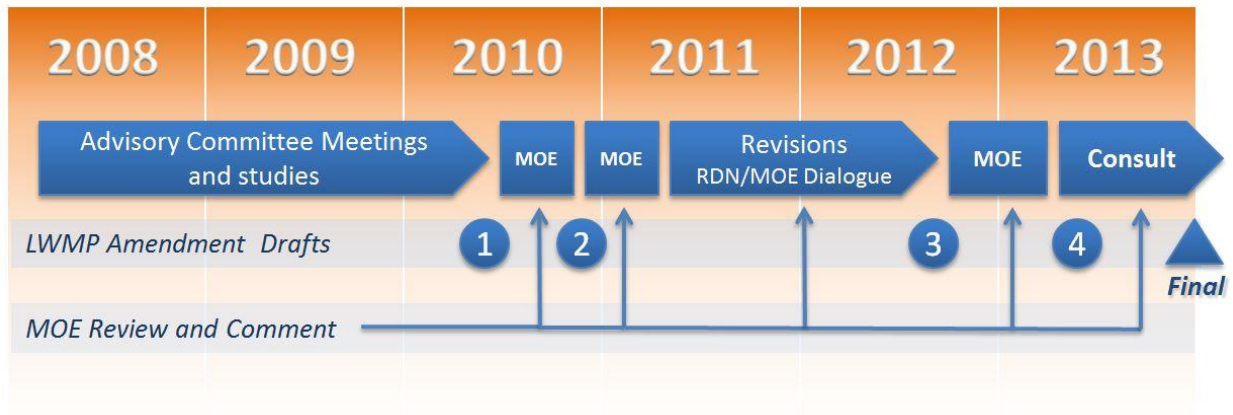 2008 2009 2010 2011 2012 2013
Advisory Committee Meetings
and studies
MOE
MOE
Revisions
RDN/MOE Dialogue
MOE
Consult
LWMP Amendment Drafts
1
2
3
4
Final
MOE Review and Comment